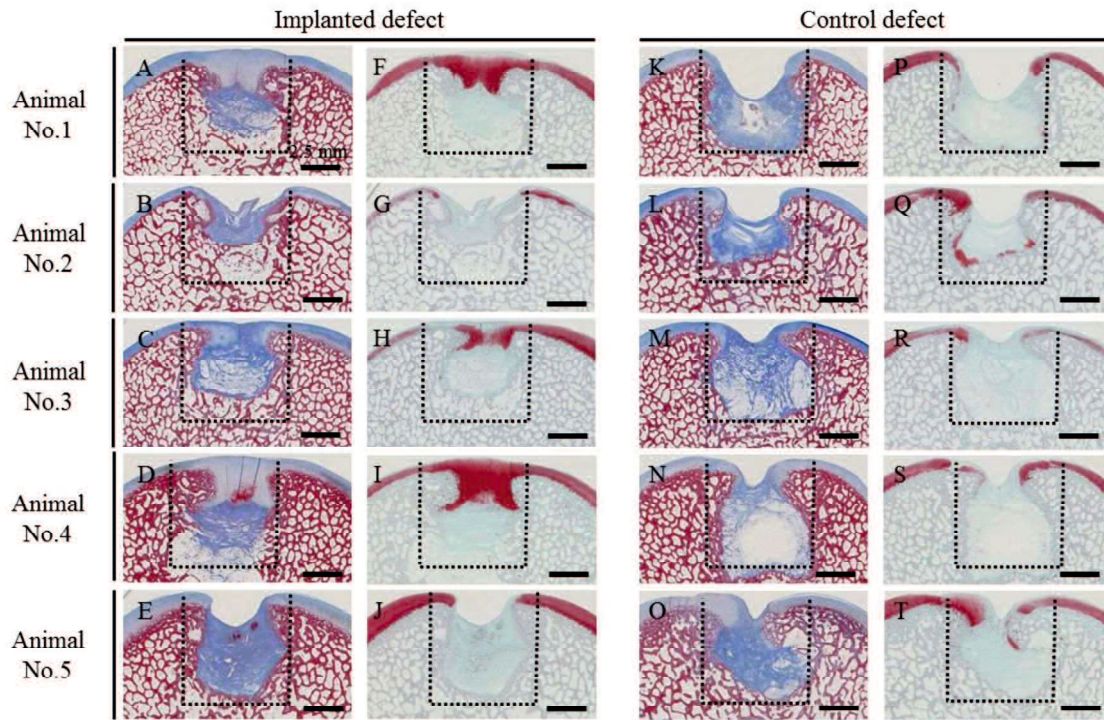 Implanted defect Control defect
Animal
No.1
A F K P
2.5 mm
Animal
No.2
B G L Q
Animal
No.3
C H M R
Animal
No.4
D I N S
Animal
No.5
E J O T